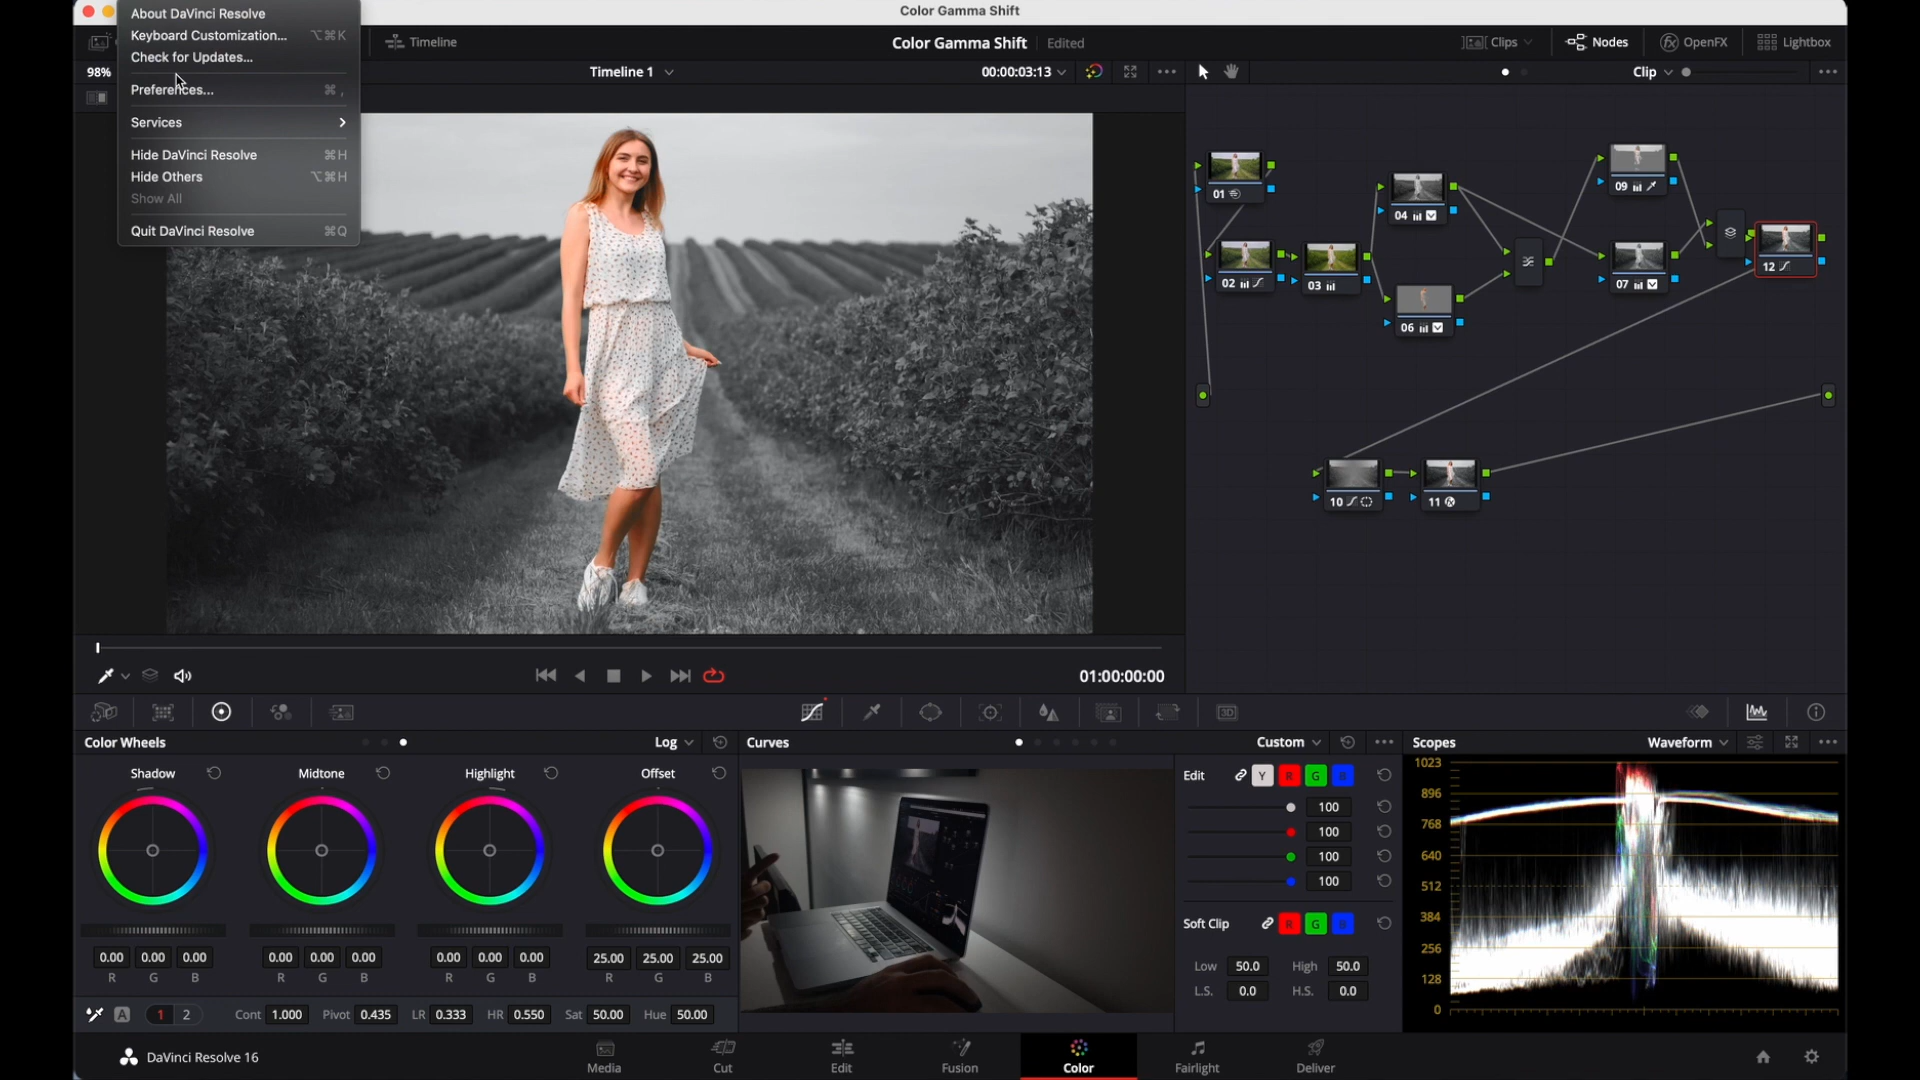 Color Gamma Shift
About DaVinci Resolve
Keyboard Customization... ⌥⌘K
Check for Updates...
Preferences... ⌘ ,
Services
Hide DaVinci Resolve ⌘H
Hide Others ⌥⌘H
Show All
Quit DaVinci Resolve ⌘Q
Timeline
Color Gamma Shift Edited
Clips
Nodes
OpenFX
Lightbox
98%
Timeline 1
00:00:03:13
Clip
01
02
03
04
06
09
07
12
10
11
01:00:00:00
Color Wheels
Log
Curves
Custom
Scopes
Waveform
Shadow Midtone Highlight Offset
0.00 0.00 0.00
R G B
0.00 0.00 0.00
R G B
0.00 0.00 0.00
R G B
25.00 25.00 25.00
R G B
A 1 2 Cont 1.000 Pivot 0.435 LR 0.333 HR 0.550 Sat 50.00 Hue 50.00
Edit Y R G B
100
100
100
100
Soft Clip R G B
Low 50.0 High 50.0
L.S. 0.0 H.S. 0.0
1023
896
768
640
512
384
256
128
0
3D
DaVinci Resolve 16
Media
Cut
Edit
Fusion
Color
Fairlight
Deliver